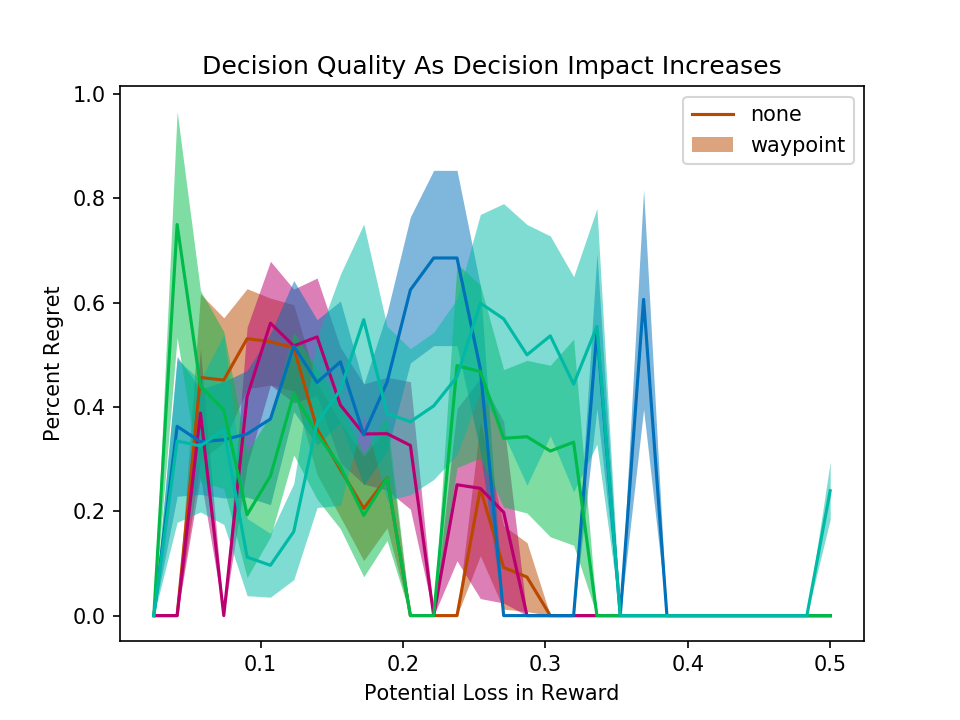 Decision Quality As Decision Impact Increases
none
waypoint
1.0
0.8
0.6
0.4
0.2
0.0
Percent Regret
0.1
0.2
0.3
0.4
0.5
Potential Loss in Reward